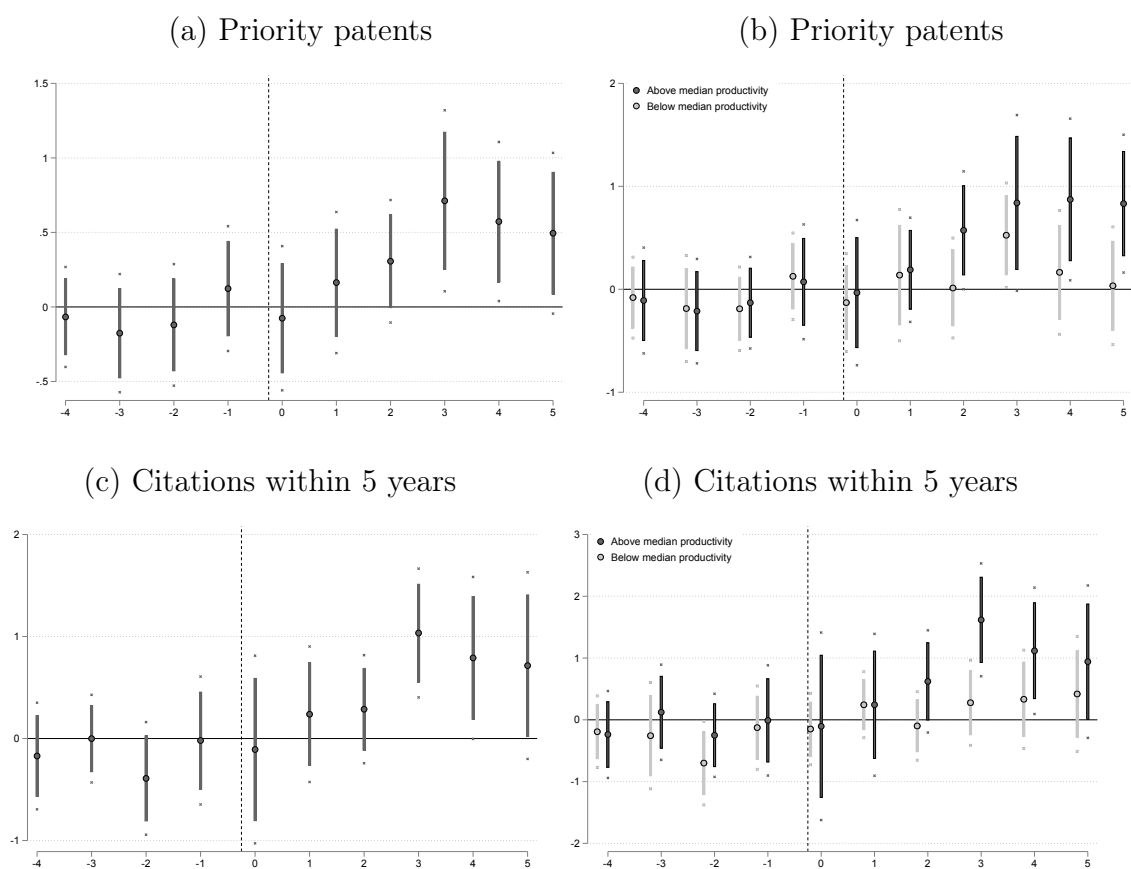 (a) Priority patents
1.5
1
.5
0
-.5
-4 -3 -2 -1 0 1 2 3 4 5
(b) Priority patents
Above median productivity
Below median productivity
2
1
0
-1
-4 -3 -2 -1 0 1 2 3 4 5
(c) Citations within 5 years
2
1
0
-1
-4 -3 -2 -1 0 1 2 3 4 5
(d) Citations within 5 years
Above median productivity
Below median productivity
3
2
1
0
-1
-2
-4 -3 -2 -1 0 1 2 3 4 5